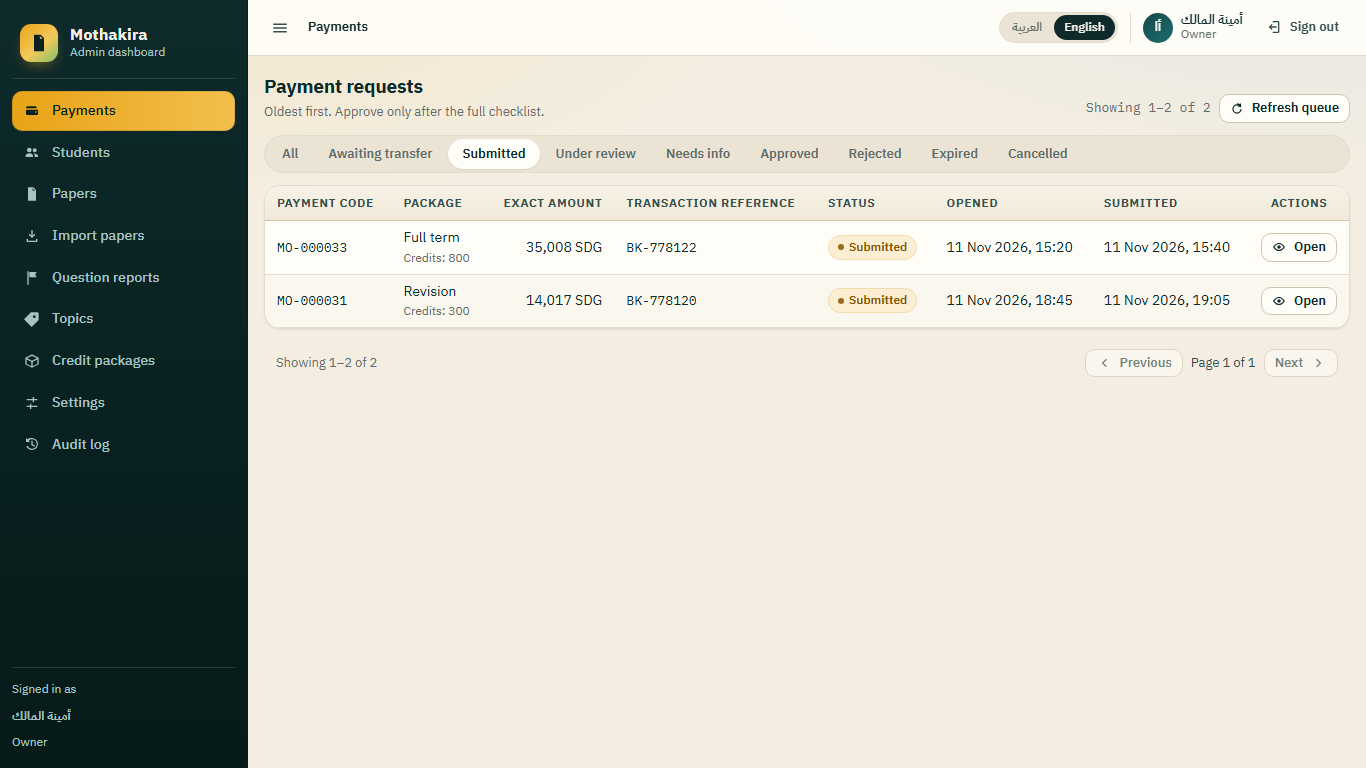 Mothakira
Admin dashboard
Payments
Students
Papers
Import papers
Question reports
Topics
Credit packages
Settings
Audit log
Signed in as
أمينة المالك
Owner
Payments
العربية
English
أا
أمينة المالك
Owner
Sign out
Payment requests
Oldest first. Approve only after the full checklist.
Showing 1–2 of 2
Refresh queue
All
Awaiting transfer
Submitted
Under review
Needs info
Approved
Rejected
Expired
Cancelled
PAYMENT CODE PACKAGE EXACT AMOUNT TRANSACTION REFERENCE STATUS OPENED SUBMITTED ACTIONS
MO-000033 Full term 35,008 SDG BK-778122 Submitted 11 Nov 2026, 15:20 11 Nov 2026, 15:40 Open
Credits: 800
MO-000031 Revision 14,017 SDG BK-778120 Submitted 11 Nov 2026, 18:45 11 Nov 2026, 19:05 Open
Credits: 300
Showing 1–2 of 2
Previous
Page 1 of 1
Next